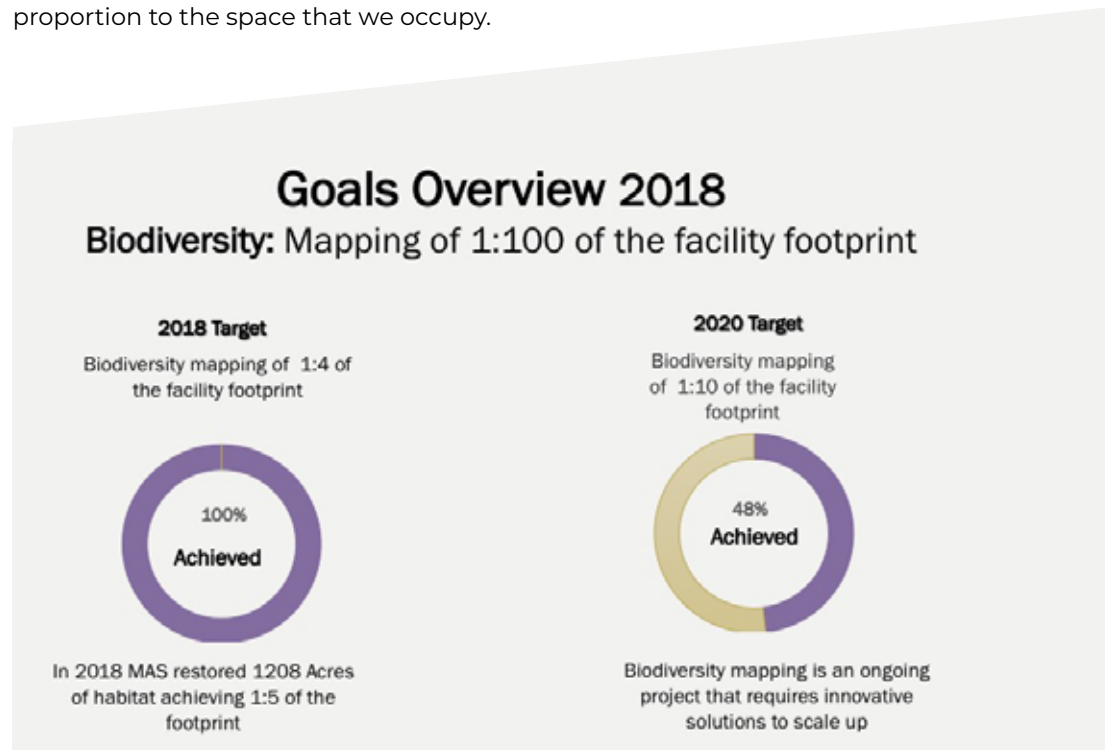 proportion to the space that we occupy.
Goals Overview 2018
Biodiversity: Mapping of 1:100 of the facility footprint
2018 Target
Biodiversity mapping of 1:4 of
the facility footprint
100%
Achieved
In 2018 MAS restored 1208 Acres
of habitat achieving 1:5 of the
footprint
2020 Target
Biodiversity mapping
of 1:10 of the facility
footprint
48%
Achieved
Biodiversity mapping is an ongoing
project that requires innovative
solutions to scale up